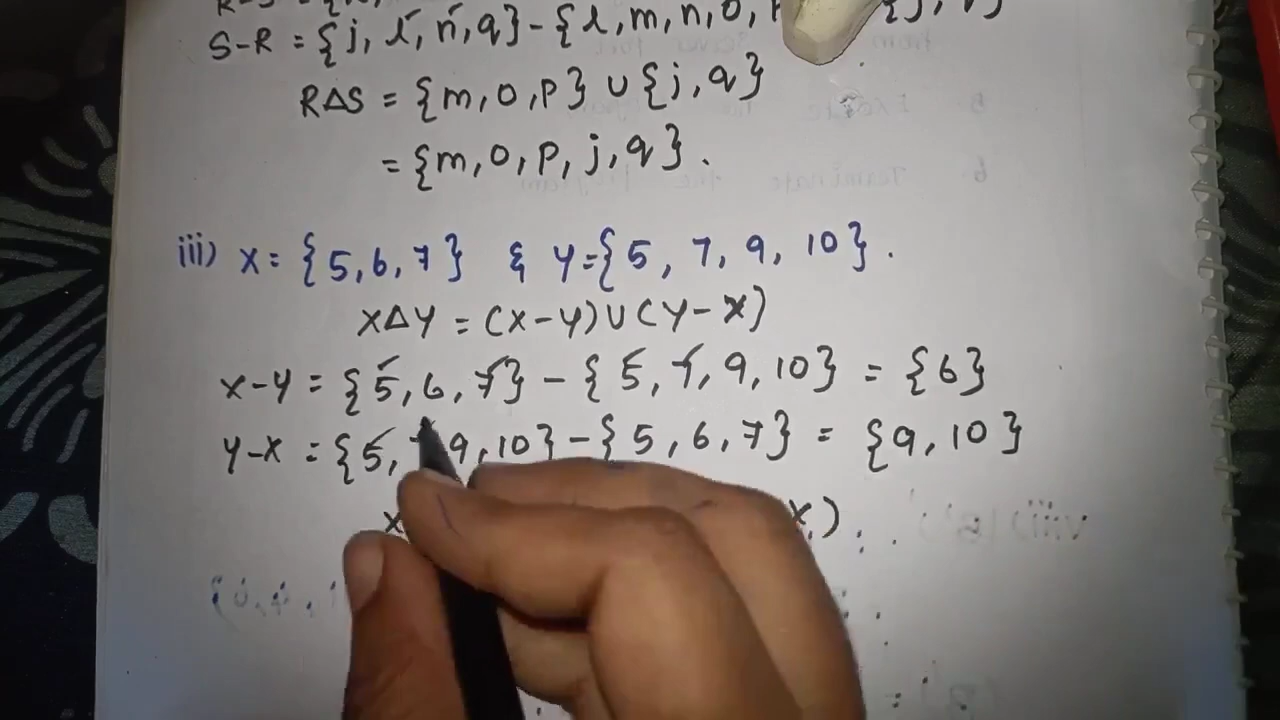 S-R = {j, l, n, q} - {l, m, n, o,
RΔS = {m, o, p} ∪ {j, q}
= {m, o, p, j, q}.
iii) X = {5, 6, 7} & Y = {5, 7, 9, 10}.
XΔY = (X-Y) ∪ (Y-X)
X-Y = {5, 6, 7} - {5, 7, 9, 10} = {6}
Y-X = {5, 9, 10} - {5, 6, 7} = {9, 10}
X)